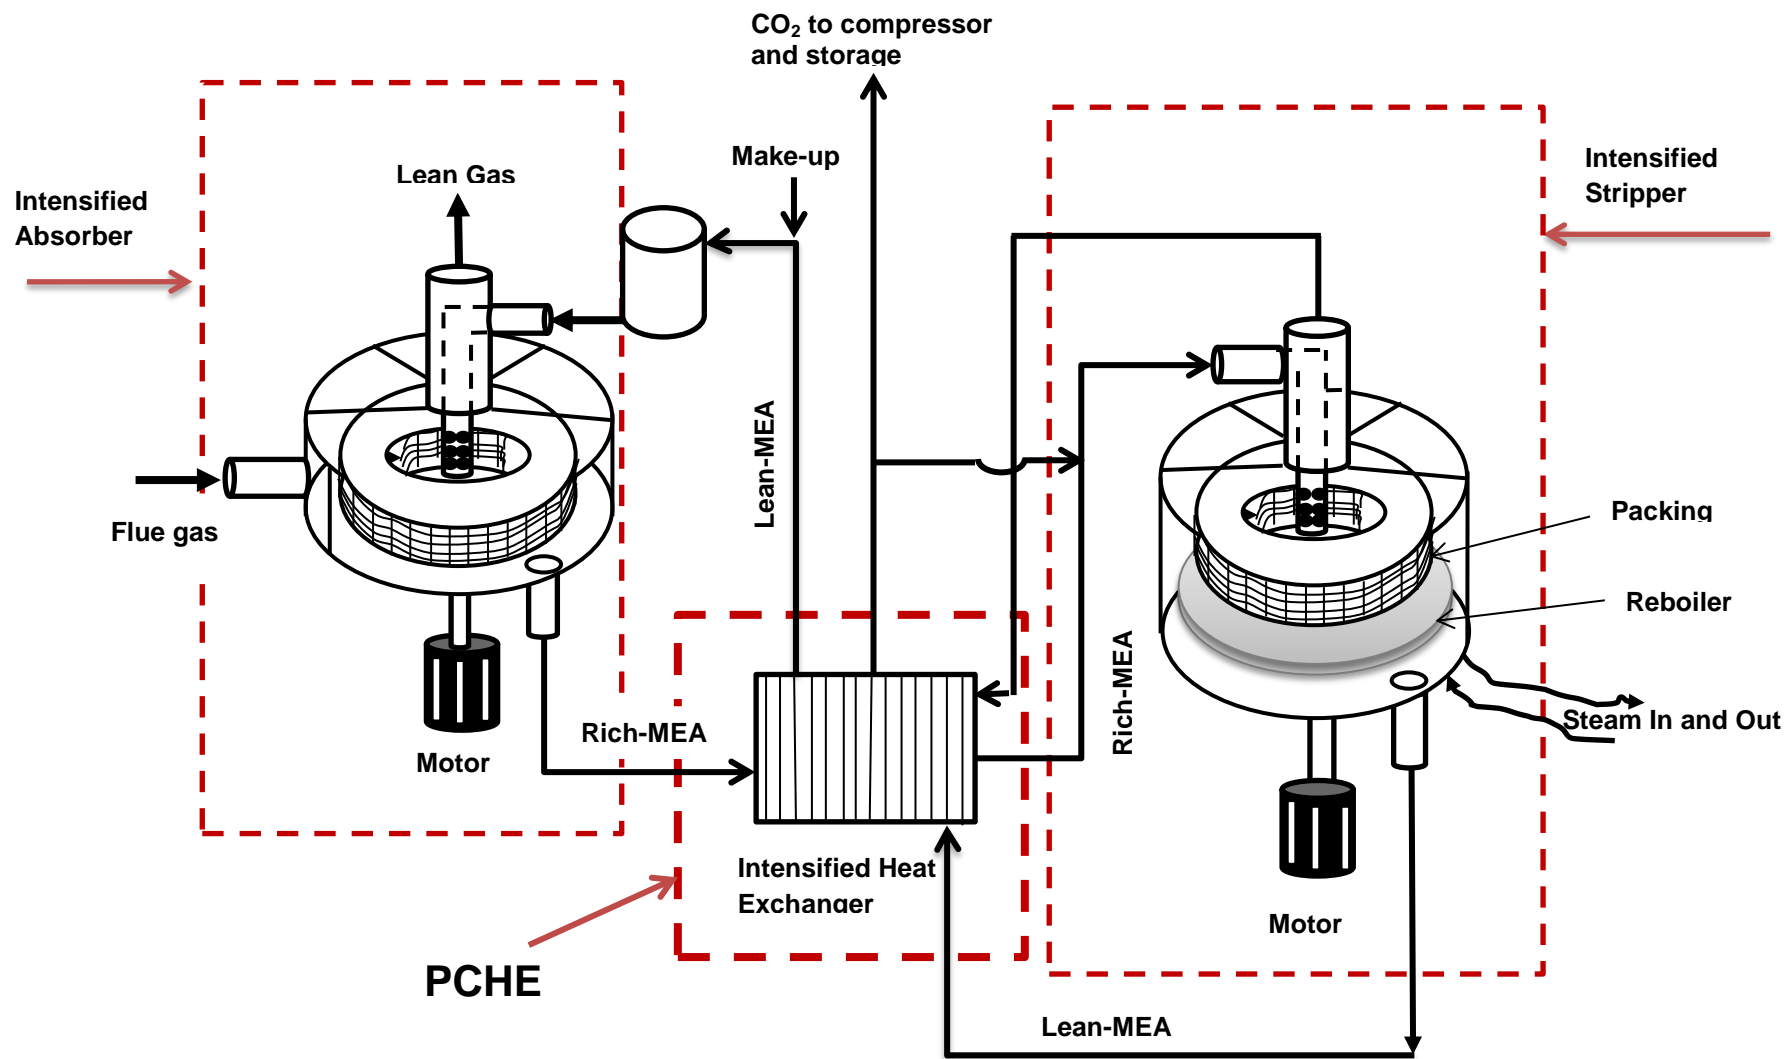 CO₂ to compressor
and storage
Make-up
Lean Gas
Intensified
Absorber
Intensified
Stripper
Lean-MEA
Flue gas
Packing
Reboiler
Rich-MEA
Rich-MEA
Steam In and Out
Motor
Intensified Heat
Exchanger
Motor
PCHE
Lean-MEA